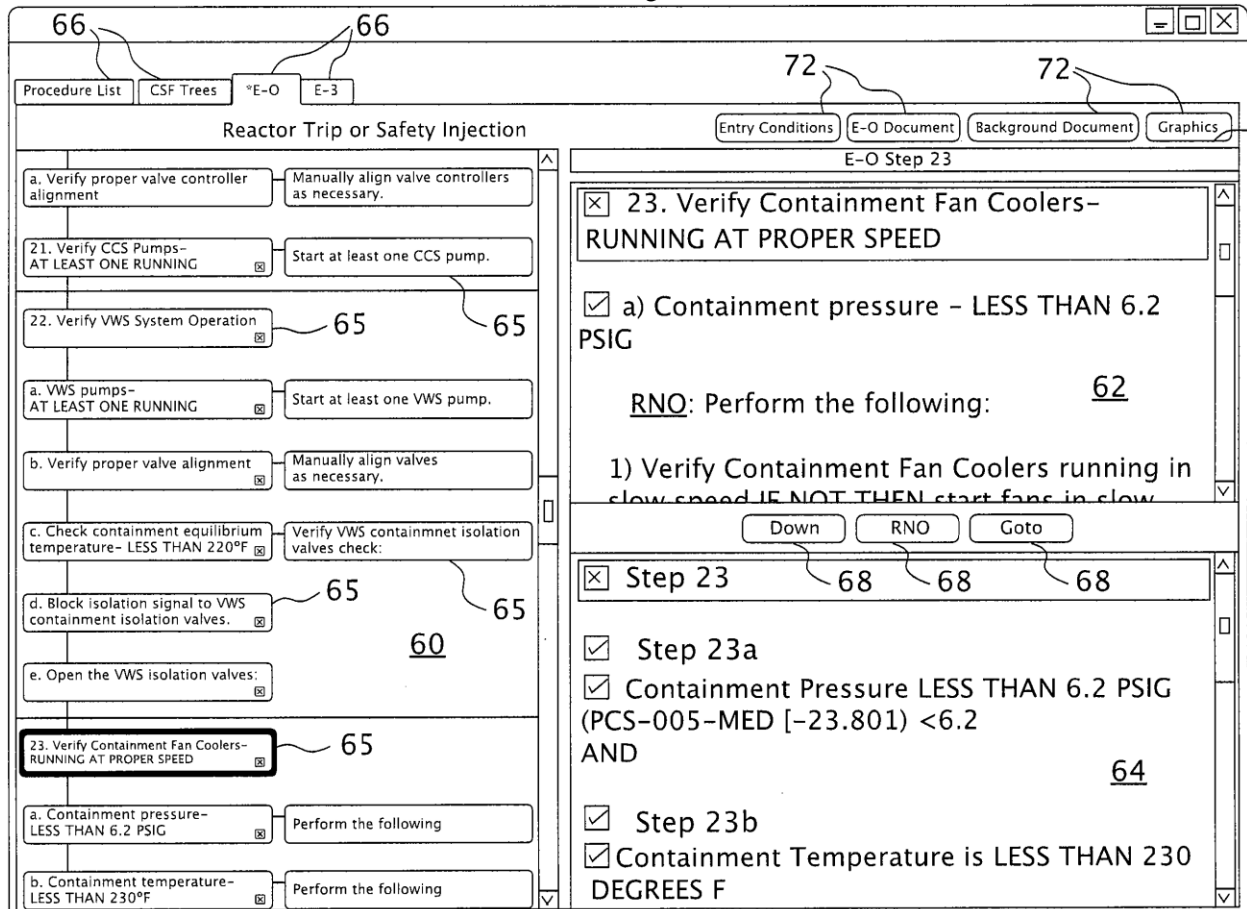 66
66
72
72
Procedure List
CSF Trees
*E-O
E-3
Reactor Trip or Safety Injection
Entry Conditions
E-O Document
Background Document
Graphics
a. Verify proper valve controller
alignment
Manually align valve controllers
as necessary.
21. Verify CCS Pumps-
AT LEAST ONE RUNNING
Start at least one CCS pump.
22. Verify VWS System Operation
65
65
a. VWS pumps-
AT LEAST ONE RUNNING
Start at least one VWS pump.
b. Verify proper valve alignment
Manually align valves
as necessary.
c. Check containment equilibrium
temperature- LESS THAN 220°F
Verify VWS containmnet isolation
valves check:
d. Block isolation signal to VWS
containment isolation valves.
65
65
60
e. Open the VWS isolation valves:
23. Verify Containment Fan Coolers-
RUNNING AT PROPER SPEED
65
a. Containment pressure-
LESS THAN 6.2 PSIG
Perform the following
b. Containment temperature-
LESS THAN 230°F
Perform the following
E-O Step 23
23. Verify Containment Fan Coolers-
RUNNING AT PROPER SPEED
a) Containment pressure - LESS THAN 6.2
PSIG
RNO: Perform the following:
62
1) Verify Containment Fan Coolers running in
slow speed IF NOT THEN start fans in slow
Down
RNO
Goto
68
68
68
Step 23
Step 23a
Containment Pressure LESS THAN 6.2 PSIG
(PCS-005-MED [-23.801) <6.2
AND
64
Step 23b
Containment Temperature is LESS THAN 230
DEGREES F